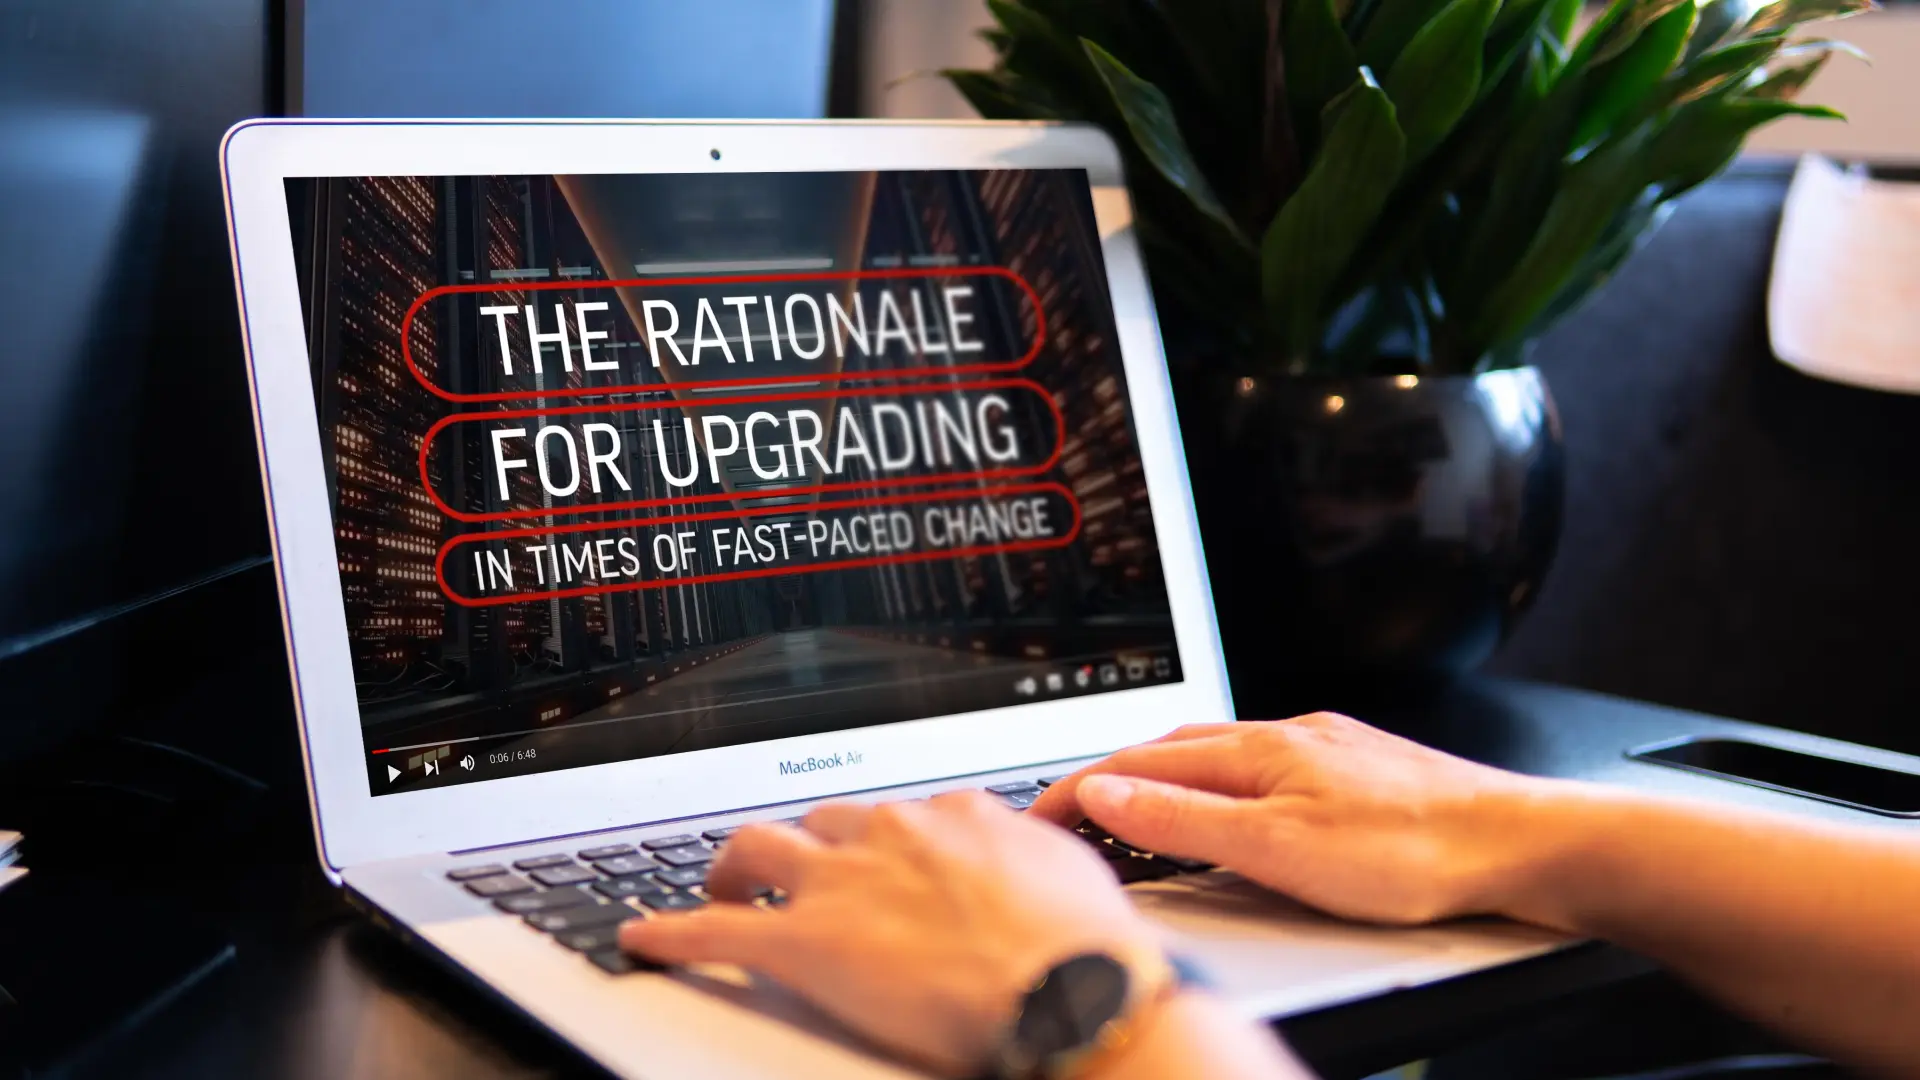 THE RATIONALE
FOR UPGRADING
IN TIMES OF FAST-PACED CHANGE
0:06 / 6:48
MacBook Air